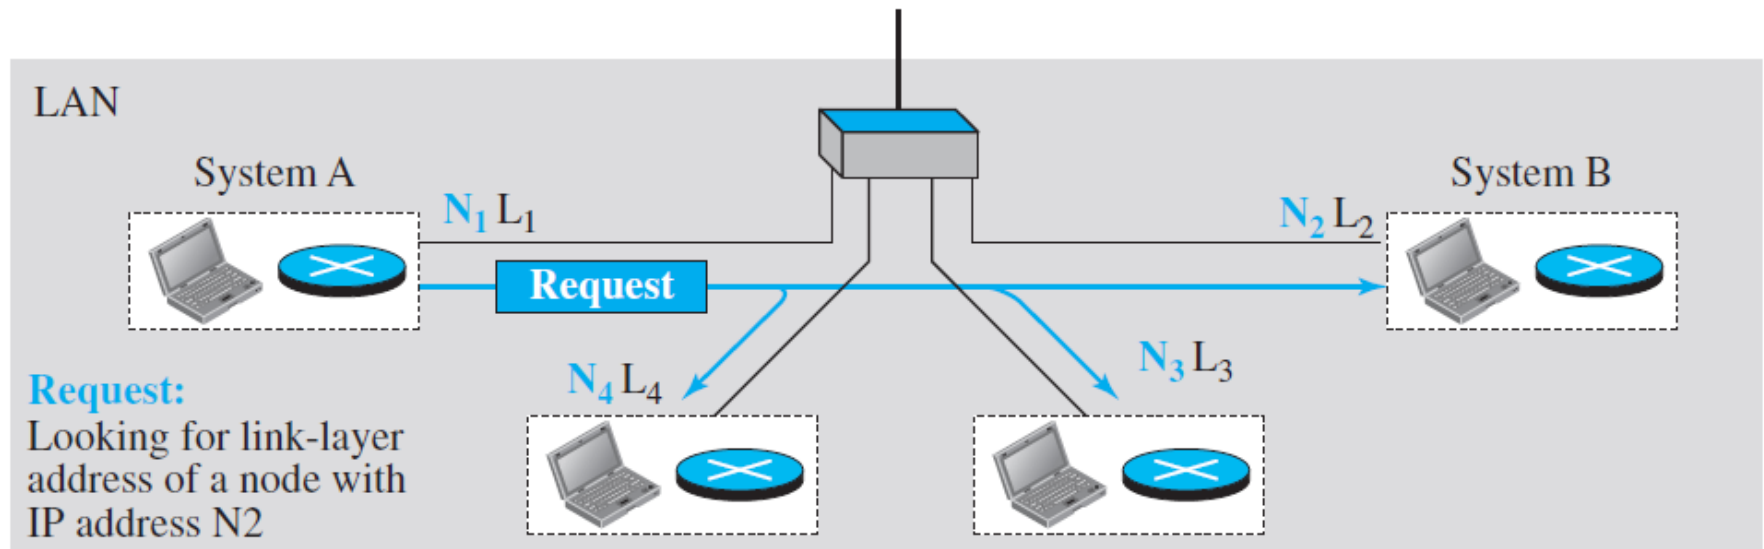 LAN
System A
System B
N₁ L₁
N₂ L₂
Request
N₄ L₄
N₃ L₃
Request:
Looking for link-layer
address of a node with
IP address N2